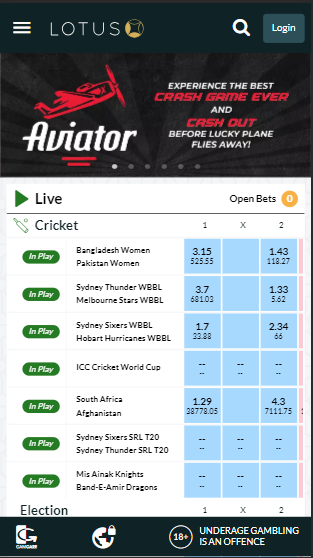 LOTUS
Login
Aviator
EXPERIENCE THE BEST
CRASH GAME EVER
AND
CASH OUT
BEFORE LUCKY PLANE
FLIES AWAY!
Live
Open Bets 0
Cricket 1 X 2
In Play
Bangladesh Women
Pakistan Women
3.15
525.55
1.43
118.27
In Play
Sydney Thunder WBBL
Melbourne Stars WBBL
3.7
681.03
1.33
5.62
In Play
Sydney Sixers WBBL
Hobart Hurricanes WBBL
1.7
33.88
2.34
66
In Play
ICC Cricket World Cup
-- -- --
-- -- --
In Play
South Africa
Afghanistan
1.29
38778.05
4.3
7111.75
In Play
Sydney Sixers SRL T20
Sydney Thunder SRL T20
-- -- --
-- -- --
In Play
Mis Ainak Knights
Band-E-Amir Dragons
-- -- --
-- -- --
Election 1 X 2
GAMCARE
18+
UNDERAGE GAMBLING
IS AN OFFENCE